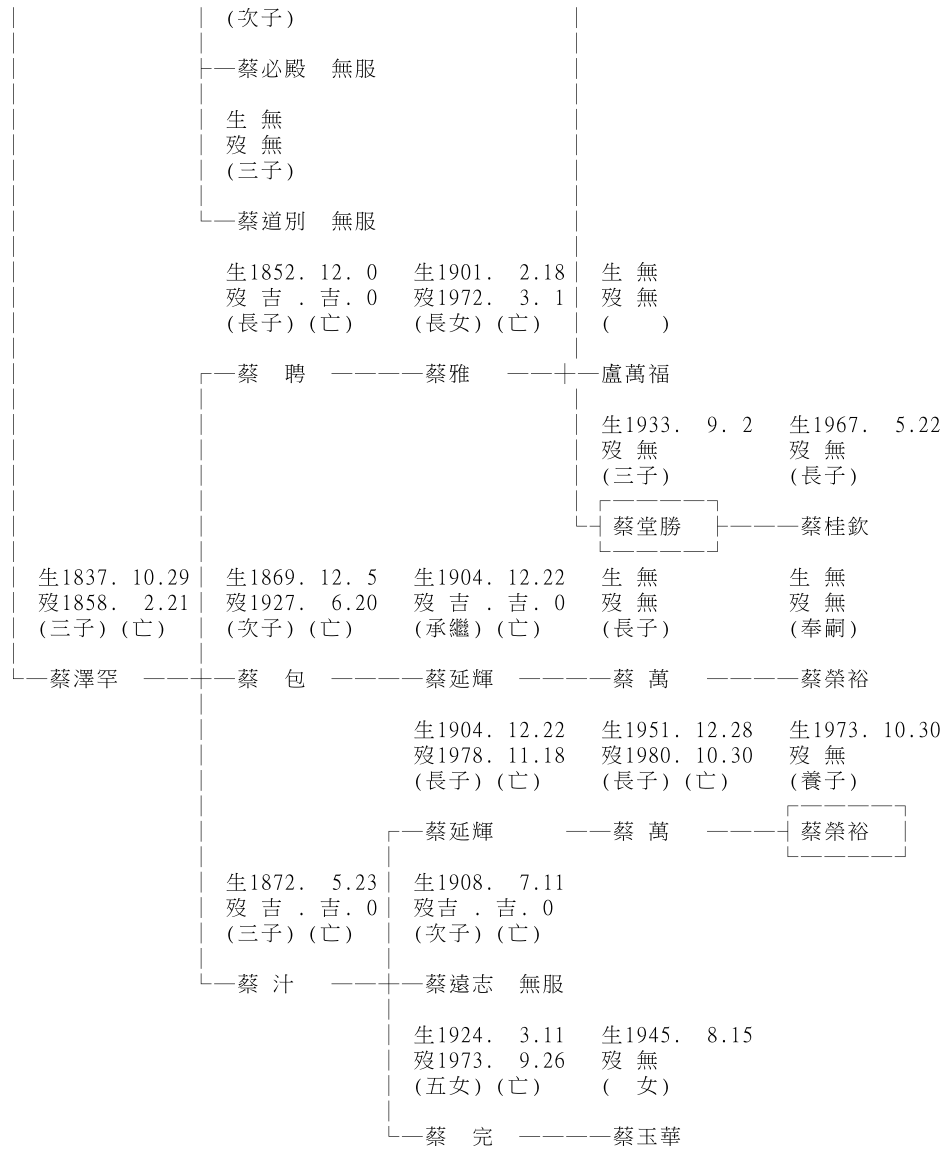 (次子)
蔡必殿 無服
生 無
歿 無
(三子)
蔡道別 無服
生1852. 12. 0 生1901. 2.18 生 無
歿 吉 . 吉. 0 歿1972. 3. 1 歿 無
(長子)(亡) (長女)(亡) ( )
蔡 聘 蔡雅 盧萬福
生1933. 9. 2 生1967. 5.22
歿 無 歿 無
(三子) (長子)
蔡堂勝 蔡桂欽
生1837. 10.29 生1869. 12. 5 生1904. 12.22 生 無 生 無
歿1858. 2.21 歿1927. 6.20 歿 吉 . 吉. 0 歿 無 歿 無
(三子)(亡) (次子)(亡) (承繼)(亡) (長子) (奉嗣)
蔡澤罕 蔡 包 蔡延輝 蔡 萬 蔡榮裕
生1904. 12.22 生1951. 12.28 生1973. 10.30
歿1978. 11.18 歿1980. 10.30 歿 無
(長子)(亡) (長子)(亡) (養子)
蔡延輝 蔡 萬 蔡榮裕
生1872. 5.23 生1908. 7.11
歿 吉 . 吉. 0 歿吉 . 吉. 0
(三子)(亡) (次子)(亡)
蔡 汁 蔡遠志 無服
生1924. 3.11 生1945. 8.15
歿1973. 9.26 歿 無
(五女)(亡) ( 女)
蔡 完 蔡玉華